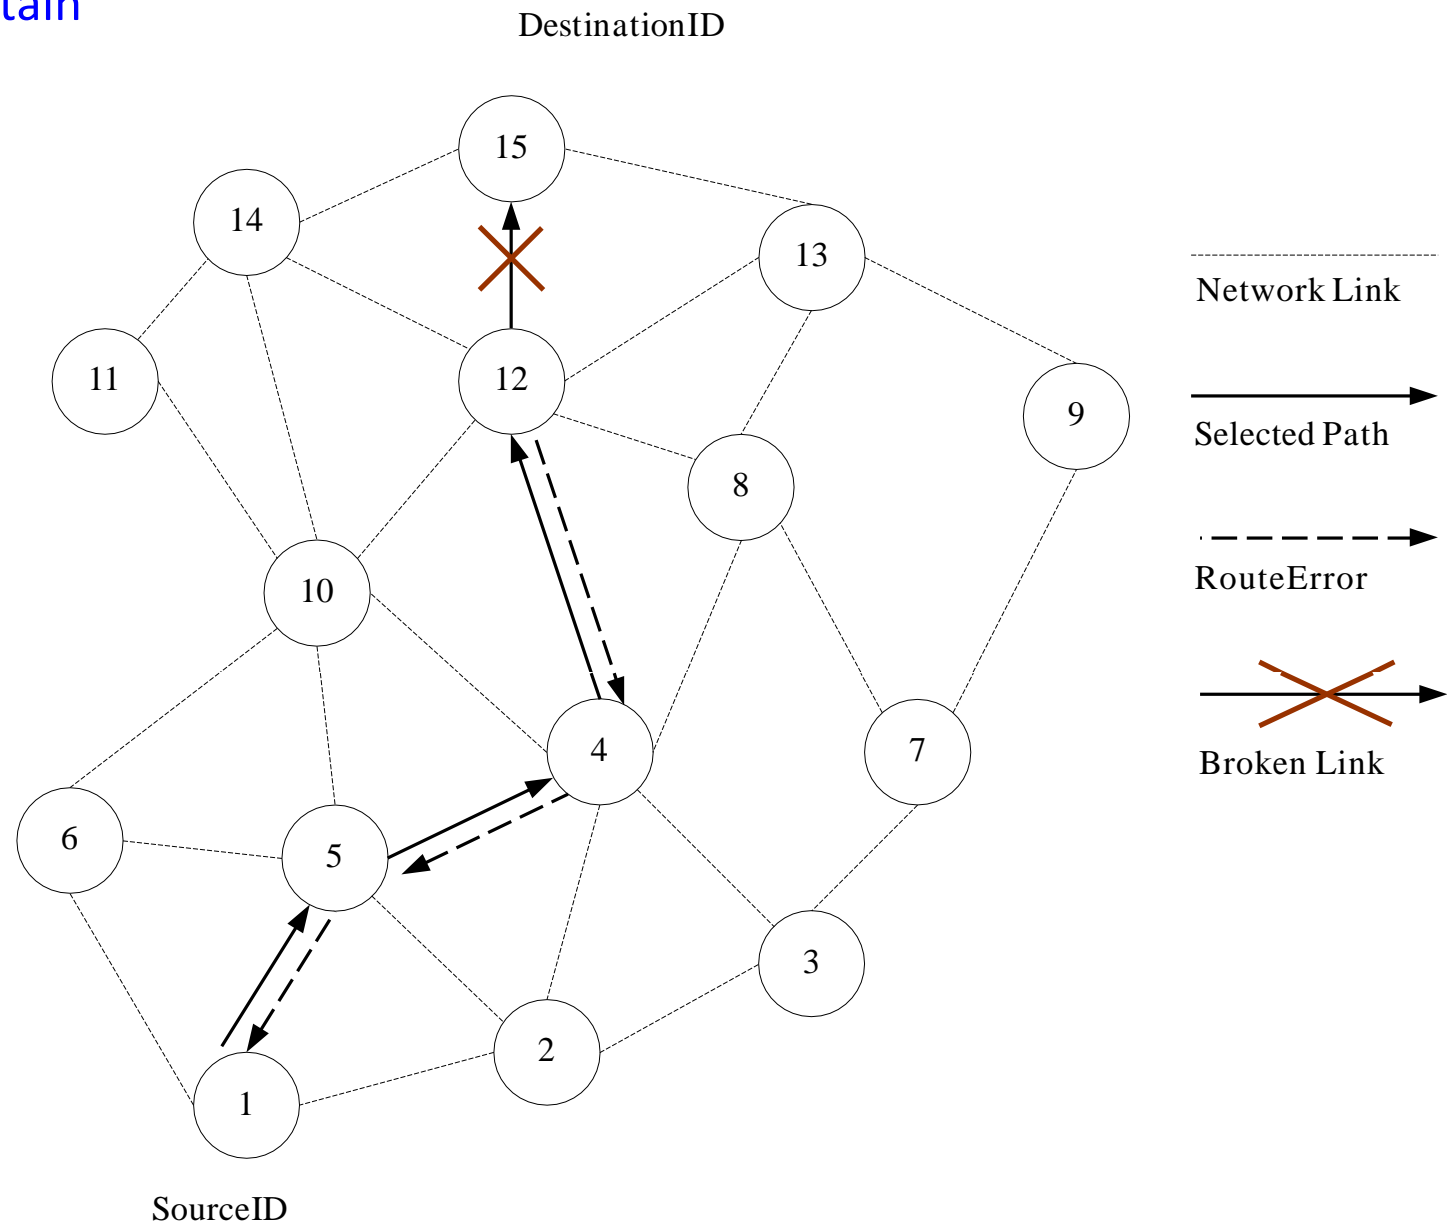 tain
DestinationID
15
14
13
Network Link
12
11
9
Selected Path
8
RouteError
10
4
7
Broken Link
6
5
3
2
1
SourceID